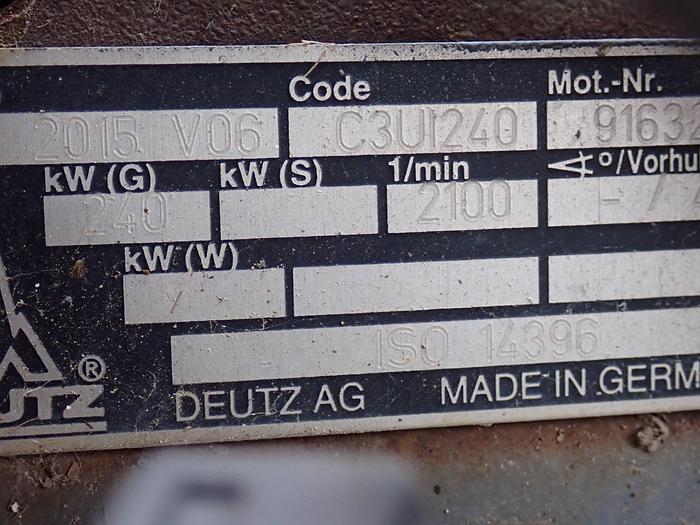 Code Mot.-Nr.
2015 V06 C3UI240 9163
kW (G) kW (S) 1/min °/Vorhu
240 2100 - /
kW (W)
-
- ISO 14396
UTZ ® DEUTZ AG MADE IN GERM